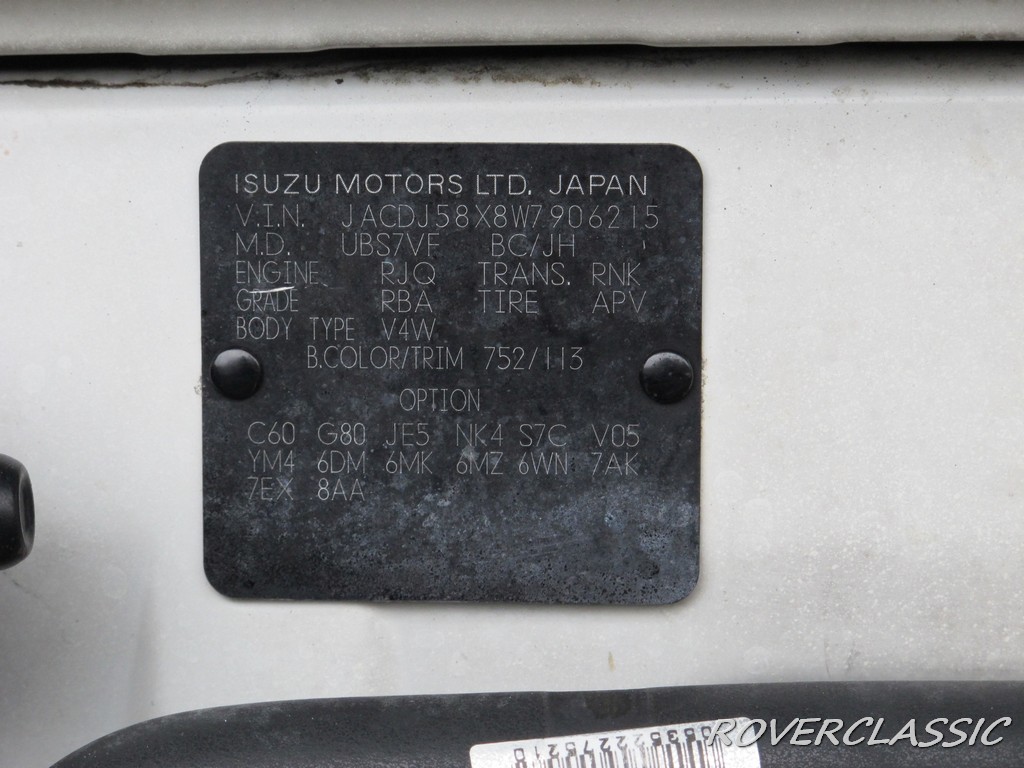 ISUZU MOTORS LTD. JAPAN
V.I.N. JACDJ58X8W7906215
M.D. UBS7VF BC/JH
ENGINE RJQ TRANS. RNK
GRADE RBA TIRE APV
BODY TYPE V4W
B.COLOR/TRIM 752/113
OPTION
C60 G80 JE5 NK4 S7C V05
YM4 6DM 6MK 6MZ 6WN 7AK
7EX 8AA
ROVERCLASSIC